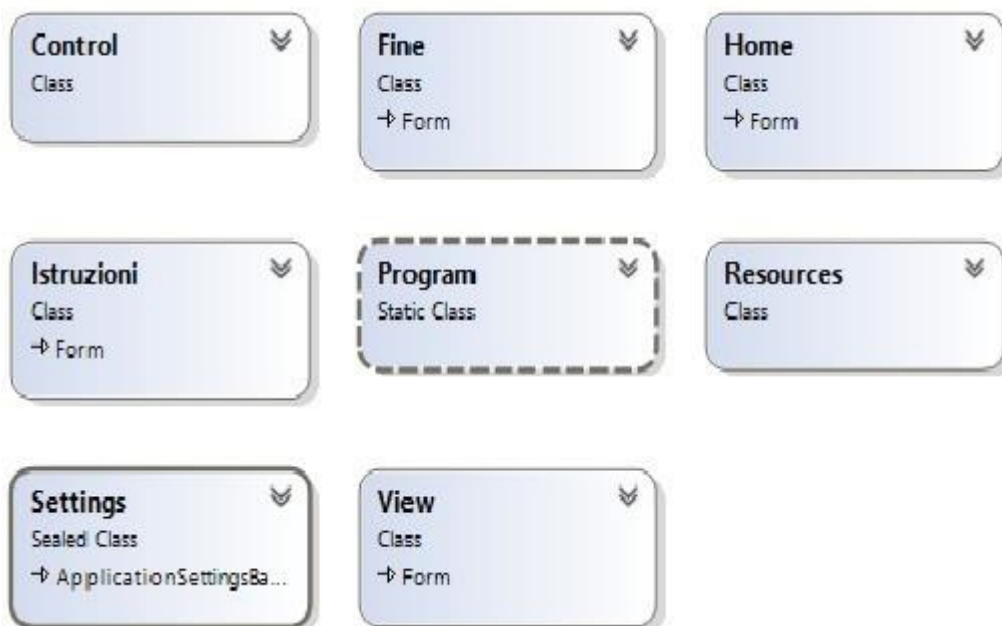 Control
Class
Fine
Class
Form
Home
Class
Form
Istruzioni
Class
Form
Program
Static Class
Resources
Class
Settings
Sealed Class
ApplicationSettingsBa...
View
Class
Form